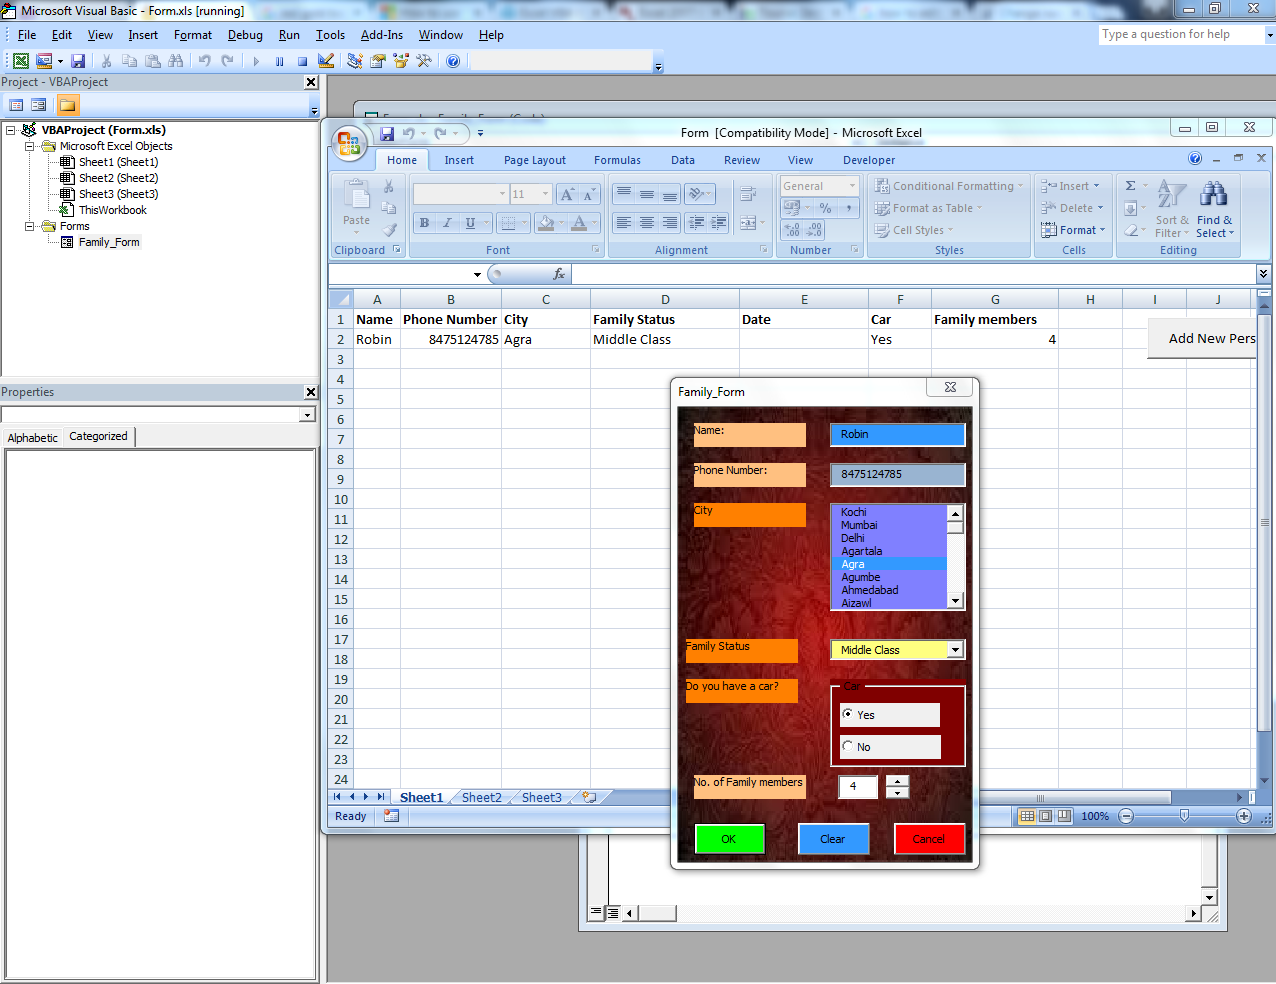 Microsoft Visual Basic - Form.xls [running]
File Edit View Insert Format Debug Run Tools Add-Ins Window Help
Type a question for help
Project - VBAProject
VBAProject (Form.xls)
Microsoft Excel Objects
Sheet1 (Sheet1)
Sheet2 (Sheet2)
Sheet3 (Sheet3)
ThisWorkbook
Forms
Family_Form
Properties
Alphabetic Categorized
Form [Compatibility Mode] - Microsoft Excel
Home Insert Page Layout Formulas Data Review View Developer
Paste
Clipboard
11
B I U
A
Font
Alignment
General
%
Number
Conditional Formatting
Format as Table
Cell Styles
Styles
Insert
Delete
Format
Cells
Σ
Sort & Filter
Find & Select
Editing
fx
A B C D E F G H I J
1 Name Phone Number City Family Status Date Car Family members
2 Robin 8475124785 Agra Middle Class Yes 4
Add New Pers
3
4
5
6
7
8
9
10
11
12
13
14
15
16
17
18
19
20
21
22
23
24
Family_Form
Name: Robin
Phone Number: 8475124785
City
Kochi
Mumbai
Delhi
Agartala
Agra
Agumbe
Ahmedabad
Aizawl
Family Status Middle Class
Do you have a car?
Car
Yes
No
No. of Family members 4
OK Clear Cancel
Sheet1 Sheet2 Sheet3
Ready
100%